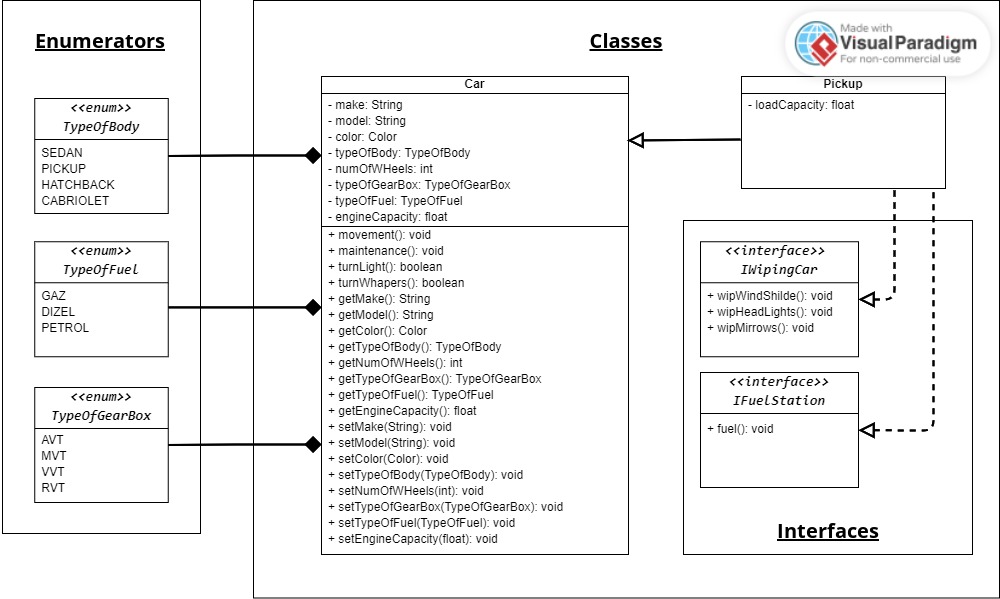 Enumerators
<<enum>>
TypeOfBody
SEDAN
PICKUP
HATCHBACK
CABRIOLET
<<enum>>
TypeOfFuel
GAZ
DIZEL
PETROL
<<enum>>
TypeOfGearBox
AVT
MVT
VVT
RVT
Classes
Made with
Visual Paradigm
For non-commercial use
Car
- make: String
- model: String
- color: Color
- typeOfBody: TypeOfBody
- numOfWHeels: int
- typeOfGearBox: TypeOfGearBox
- typeOfFuel: TypeOfFuel
- engineCapacity: float
+ movement(): void
+ maintenance(): void
+ turnLight(): boolean
+ turnWhapers(): boolean
+ getMake(): String
+ getModel(): String
+ getColor(): Color
+ getTypeOfBody(): TypeOfBody
+ getNumOfWHeels(): int
+ getTypeOfGearBox(): TypeOfGearBox
+ getTypeOfFuel(): TypeOfFuel
+ getEngineCapacity(): float
+ setMake(String): void
+ setModel(String): void
+ setColor(Color): void
+ setTypeOfBody(TypeOfBody): void
+ setNumOfWHeels(int): void
+ setTypeOfGearBox(TypeOfGearBox): void
+ setTypeOfFuel(TypeOfFuel): void
+ setEngineCapacity(float): void
Pickup
- loadCapacity: float
<<interface>>
IWipingCar
+ wipWindShilde(): void
+ wipHeadLights(): void
+ wipMirrows(): void
<<interface>>
IFuelStation
+ fuel(): void
Interfaces